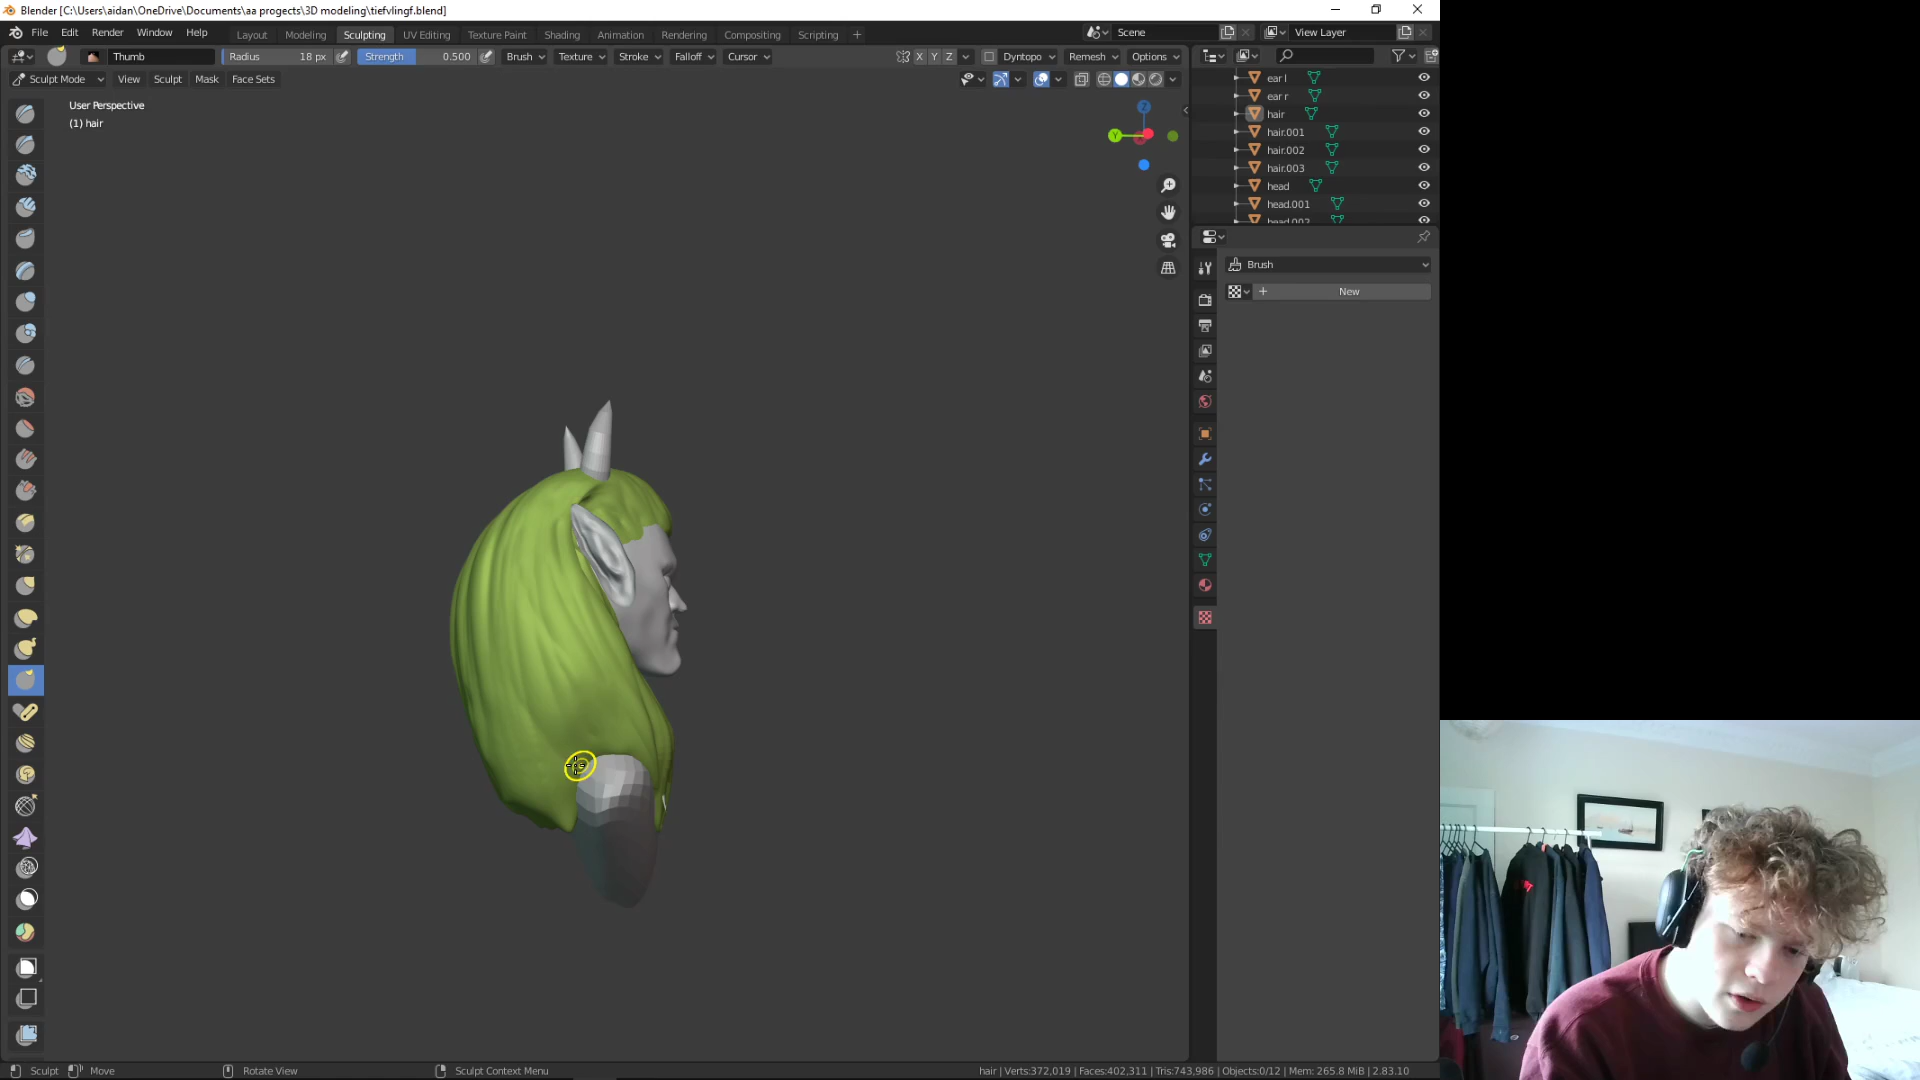 Blender [C:\Users\aidan\OneDrive\Documents\aa progects\3D modeling\tiefvlingf.blend]
File Edit Render Window Help Layout Modeling Sculpting UV Editing Texture Paint Shading Animation Rendering Compositing Scripting + Scene View Layer
Thumb Radius 18 px Strength 0.500 Brush Texture Stroke Falloff Cursor X Y Z Dyntopo Remesh Options
Sculpt Mode View Sculpt Mask Face Sets
User Perspective
(1) hair
Z
Y
ear l
ear r
hair
hair.001
hair.002
hair.003
head
head.001
head.002
Brush
+ New
Sculpt Move Rotate View Sculpt Context Menu hair | Verts:372,019 | Faces:402,311 | Tris:743,986 | Objects:0/12 | Mem: 265.8 MiB | 2.83.10